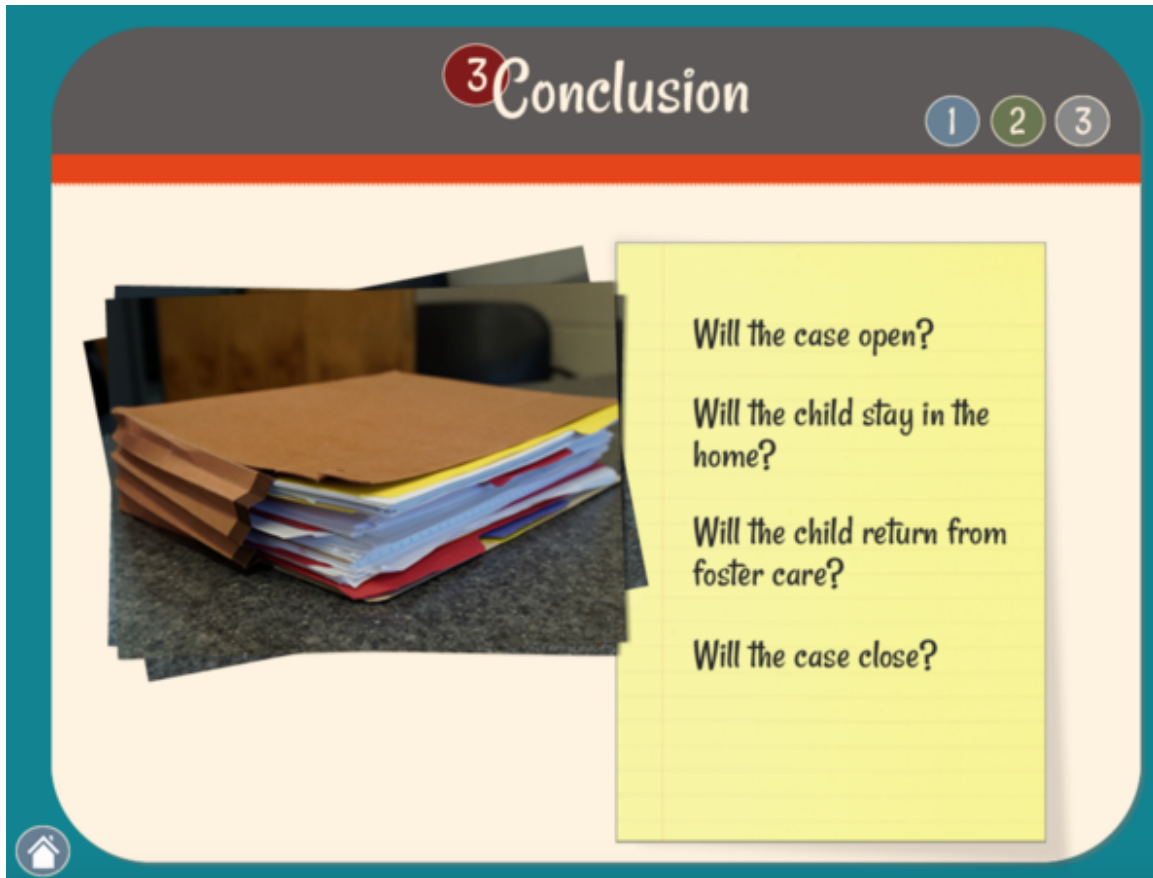 3 Conclusion
1 2 3
Will the case open?
Will the child stay in the
home?
Will the child return from
foster care?
Will the case close?